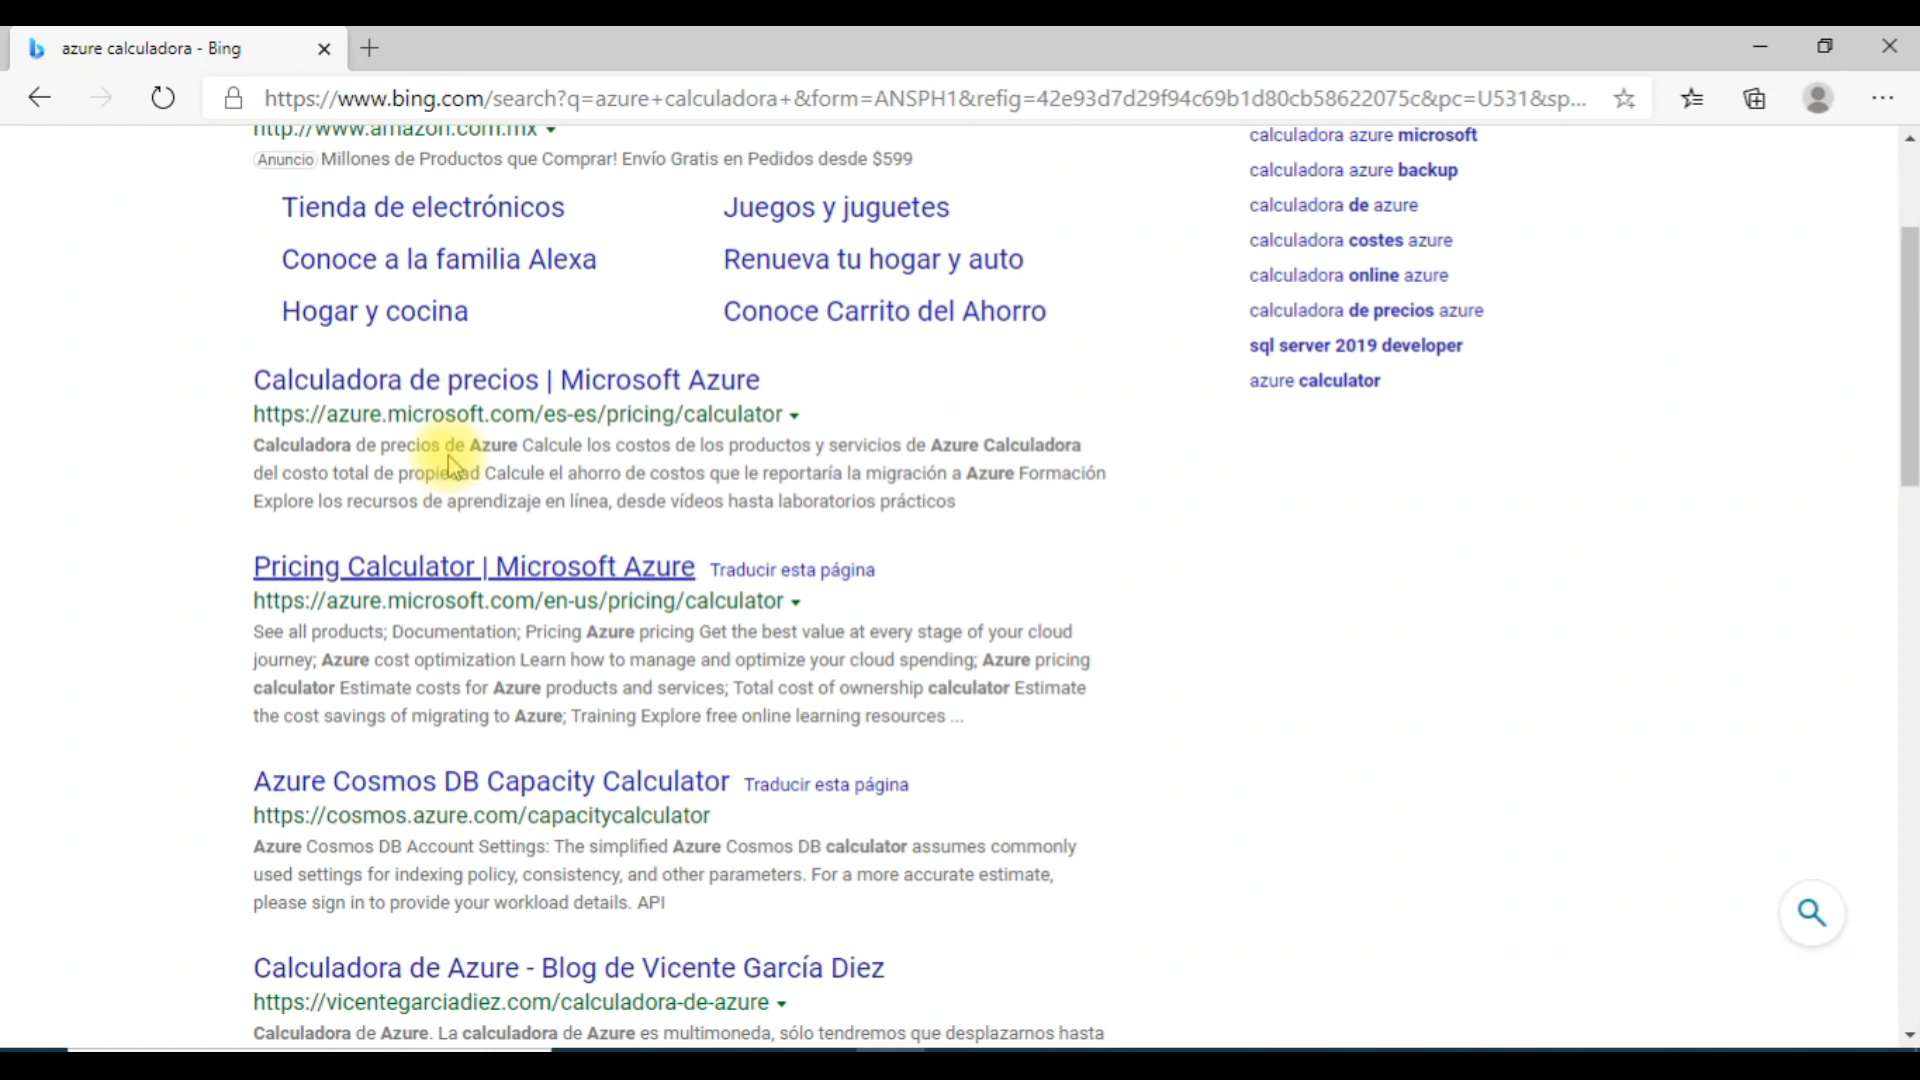 azure calculadora - Bing
https://www.bing.com/search?q=azure+calculadora+&form=ANSPH1&refig=42e93d7d29f94c69b1d80cb58622075c&pc=U531&sp...
http://www.amazon.com.mx
Anuncio Millones de Productos que Comprar! Envío Gratis en Pedidos desde $599
Tienda de electrónicos
Juegos y juguetes
Conoce a la familia Alexa
Renueva tu hogar y auto
Hogar y cocina
Conoce Carrito del Ahorro
Calculadora de precios | Microsoft Azure
https://azure.microsoft.com/es-es/pricing/calculator
Calculadora de precios de Azure Calcule los costos de los productos y servicios de Azure Calculadora
del costo total de propiedad Calcule el ahorro de costos que le reportaría la migración a Azure Formación
Explore los recursos de aprendizaje en línea, desde vídeos hasta laboratorios prácticos
Pricing Calculator | Microsoft Azure Traducir esta página
https://azure.microsoft.com/en-us/pricing/calculator
See all products; Documentation; Pricing Azure pricing Get the best value at every stage of your cloud
journey; Azure cost optimization Learn how to manage and optimize your cloud spending; Azure pricing
calculator Estimate costs for Azure products and services; Total cost of ownership calculator Estimate
the cost savings of migrating to Azure; Training Explore free online learning resources ...
Azure Cosmos DB Capacity Calculator Traducir esta página
https://cosmos.azure.com/capacitycalculator
Azure Cosmos DB Account Settings: The simplified Azure Cosmos DB calculator assumes commonly
used settings for indexing policy, consistency, and other parameters. For a more accurate estimate,
please sign in to provide your workload details. API
Calculadora de Azure - Blog de Vicente García Diez
https://vicentegarciadiez.com/calculadora-de-azure
Calculadora de Azure. La calculadora de Azure es multimoneda, sólo tendremos que desplazarnos hasta
calculadora azure microsoft
calculadora azure backup
calculadora de azure
calculadora costes azure
calculadora online azure
calculadora de precios azure
sql server 2019 developer
azure calculator